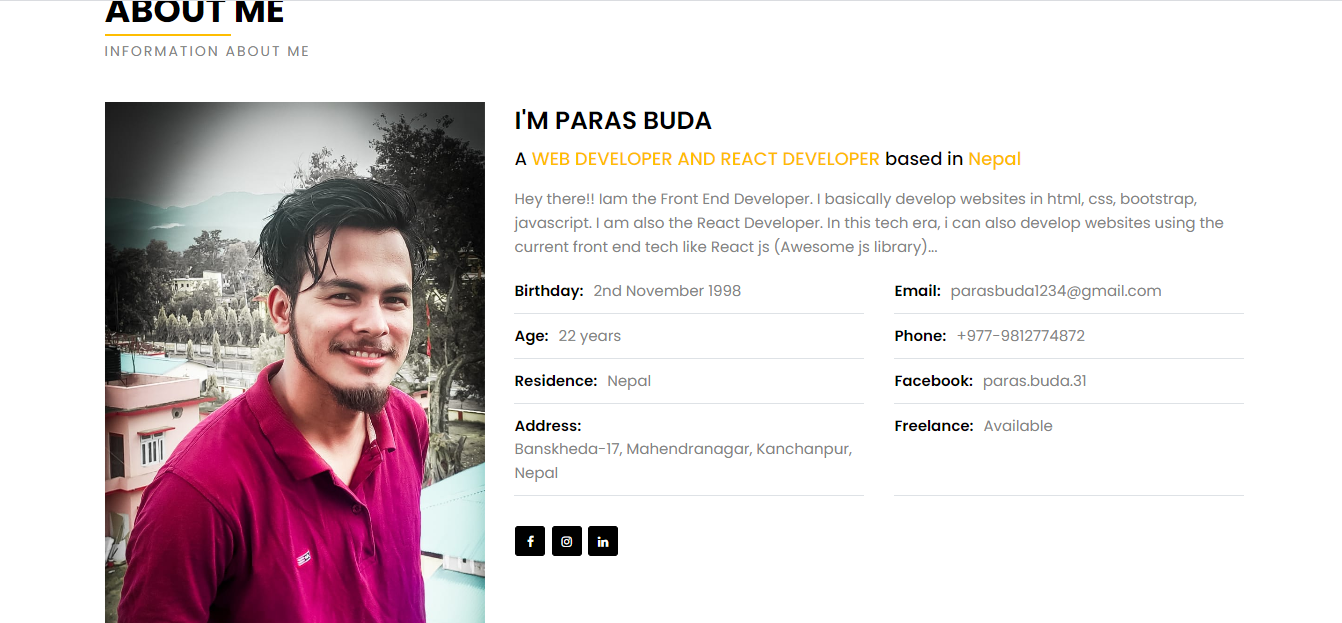 ABOUT ME
INFORMATION ABOUT ME
I'M PARAS BUDA
A WEB DEVELOPER AND REACT DEVELOPER based in Nepal
Hey there!! Iam the Front End Developer. I basically develop websites in html, css, bootstrap,
javascript. I am also the React Developer. In this tech era, i can also develop websites using the
current front end tech like React js (Awesome js library)...
Birthday: 2nd November 1998
Email: parasbuda1234@gmail.com
Age: 22 years
Phone: +977-9812774872
Residence: Nepal
Facebook: paras.buda.31
Address:
Banskheda-17, Mahendranagar, Kanchanpur,
Nepal
Freelance: Available